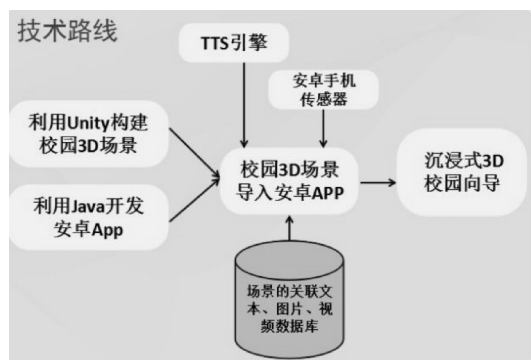 技术路线
TTS引擎
安卓手机
传感器
利用Unity构建
校园3D场景
利用Java开发
安卓App
校园3D场景
导入安卓APP
沉浸式3D
校园向导
场景的关联文
本、图片、视
频数据库